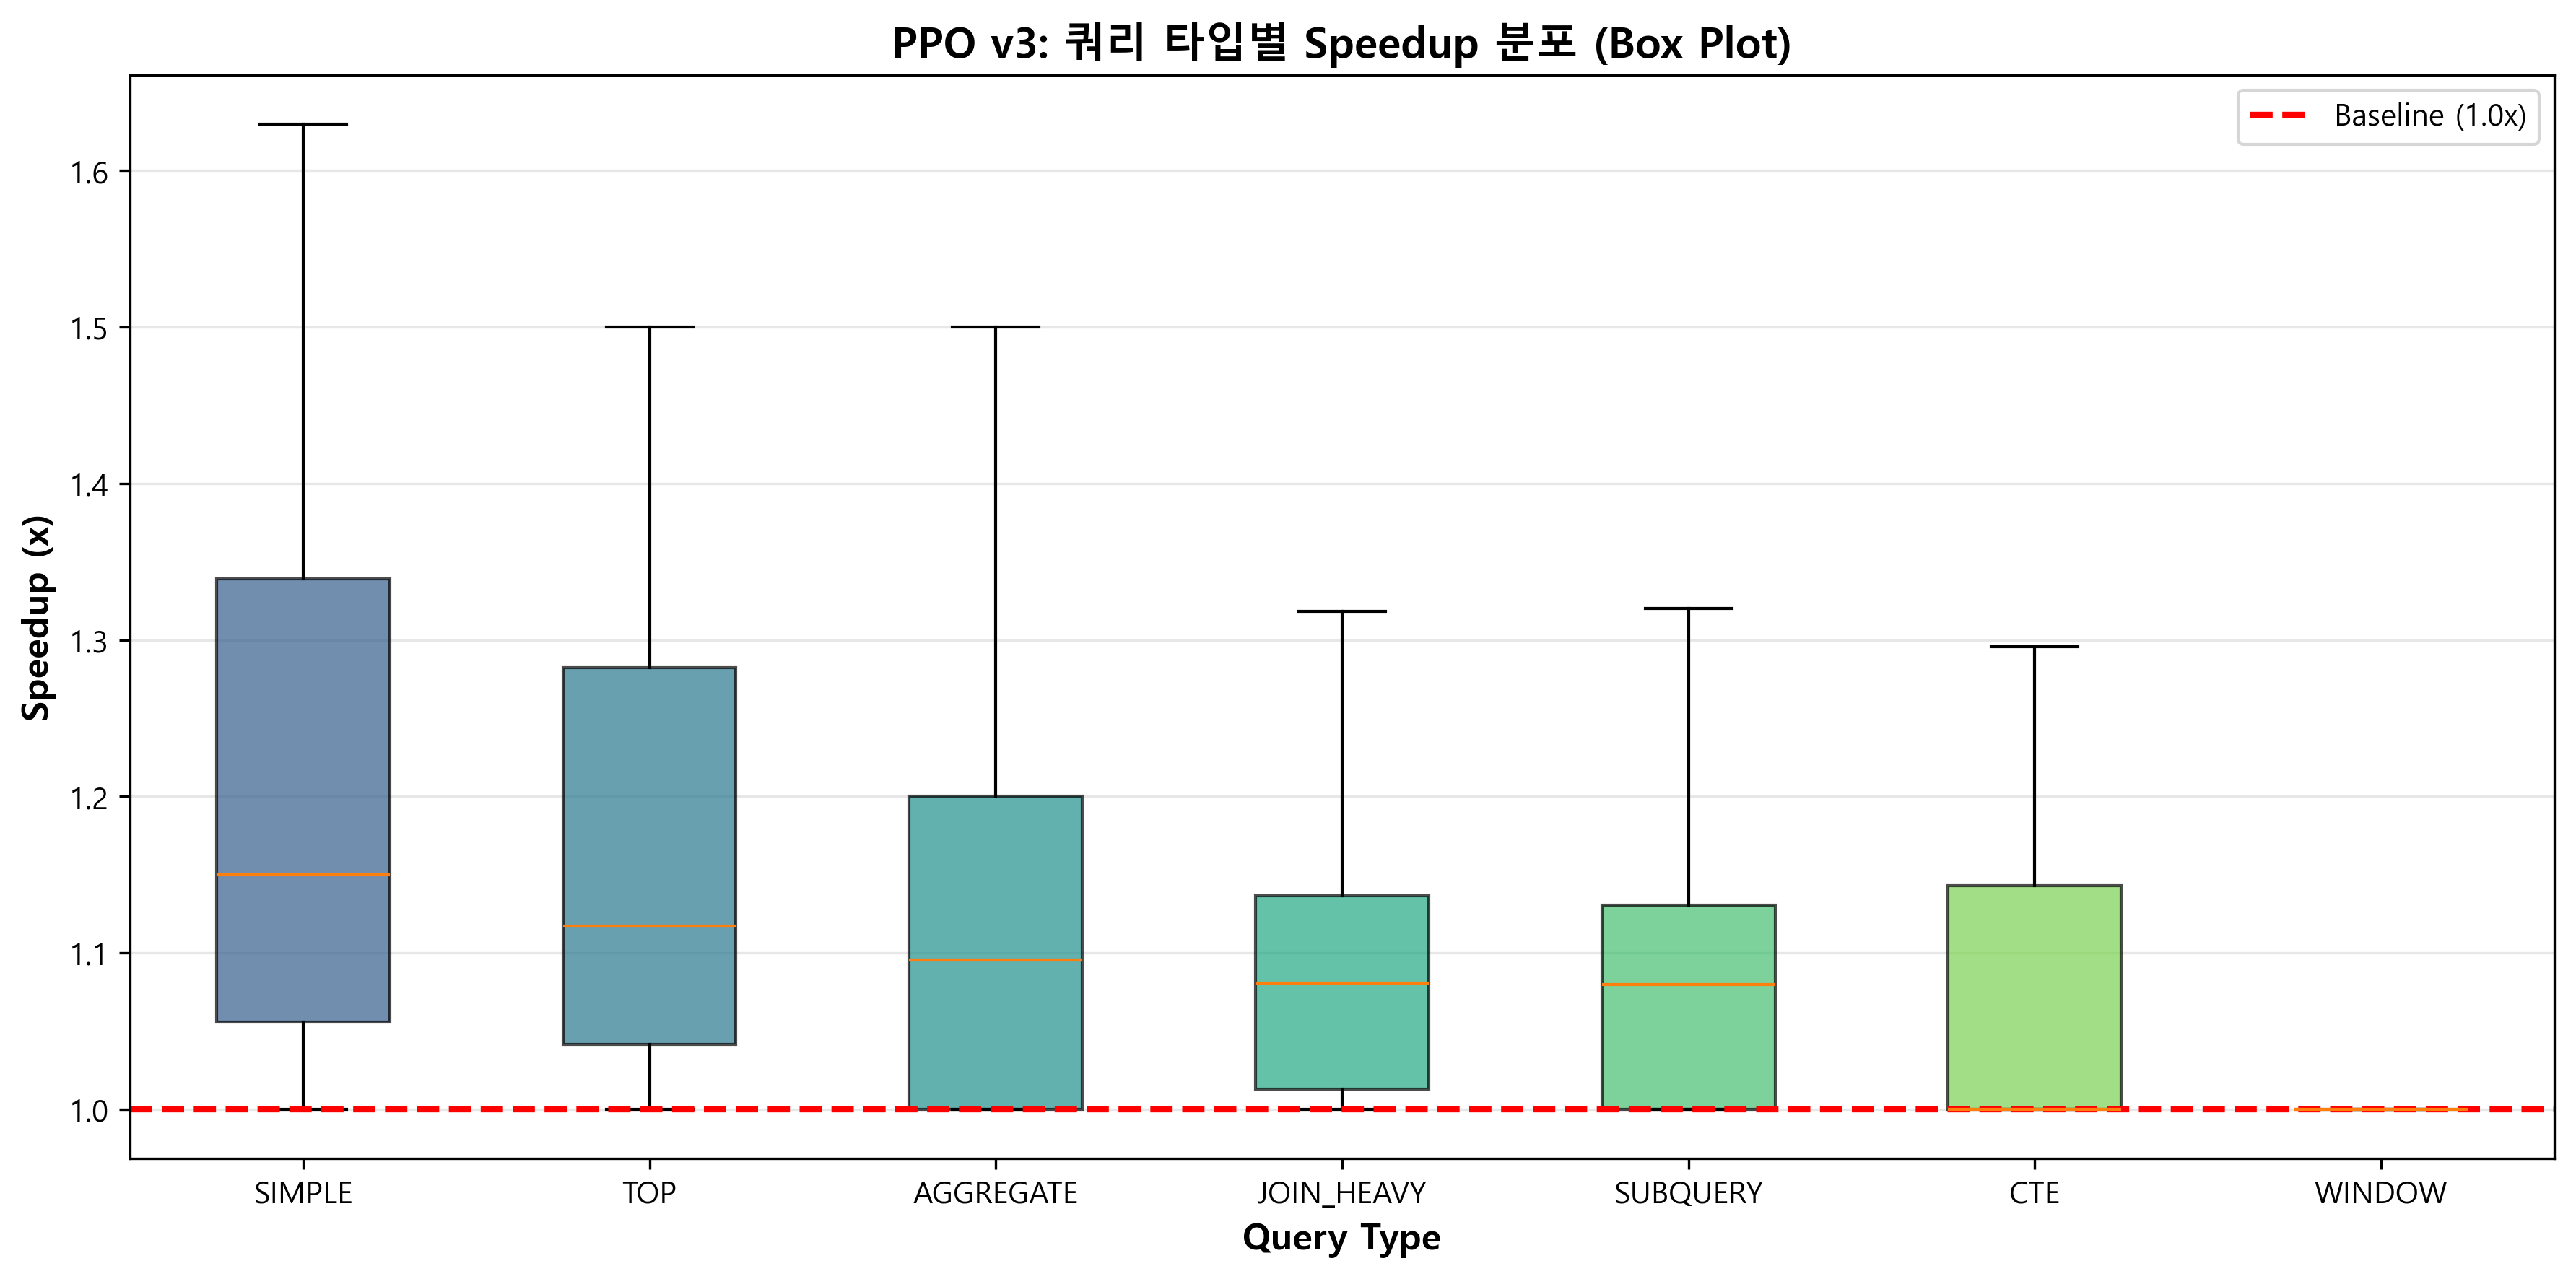 PPO v3: 쿼리 타입별 Speedup 분포 (Box Plot)
Baseline (1.0x)
Speedup (x)
1.6
1.5
1.4
1.3
1.2
1.1
1.0
SIMPLE
TOP
AGGREGATE
JOIN_HEAVY
SUBQUERY
CTE
WINDOW
Query Type